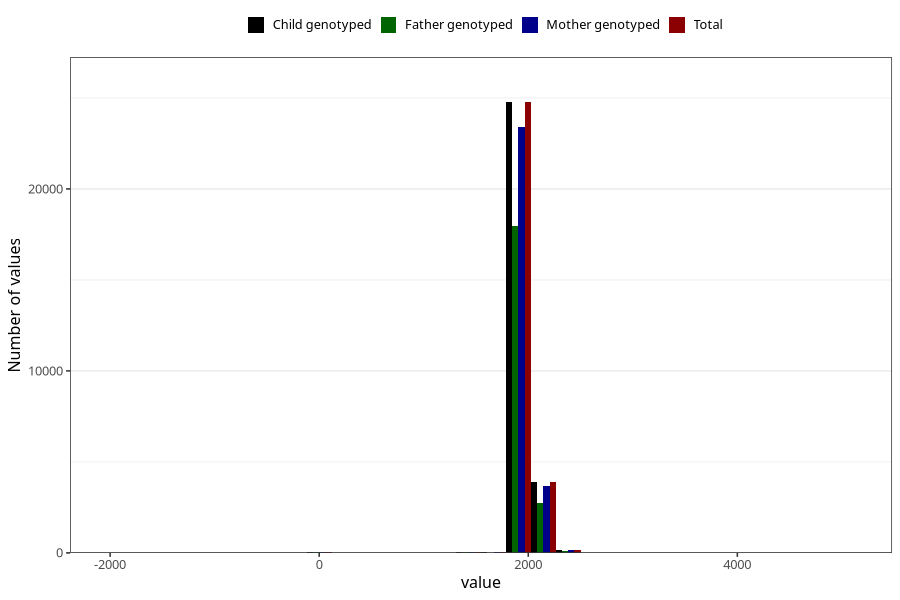 Child genotyped Father genotyped Mother genotyped Total
Number of values
20000
10000
0
-2000 0 2000 4000
value